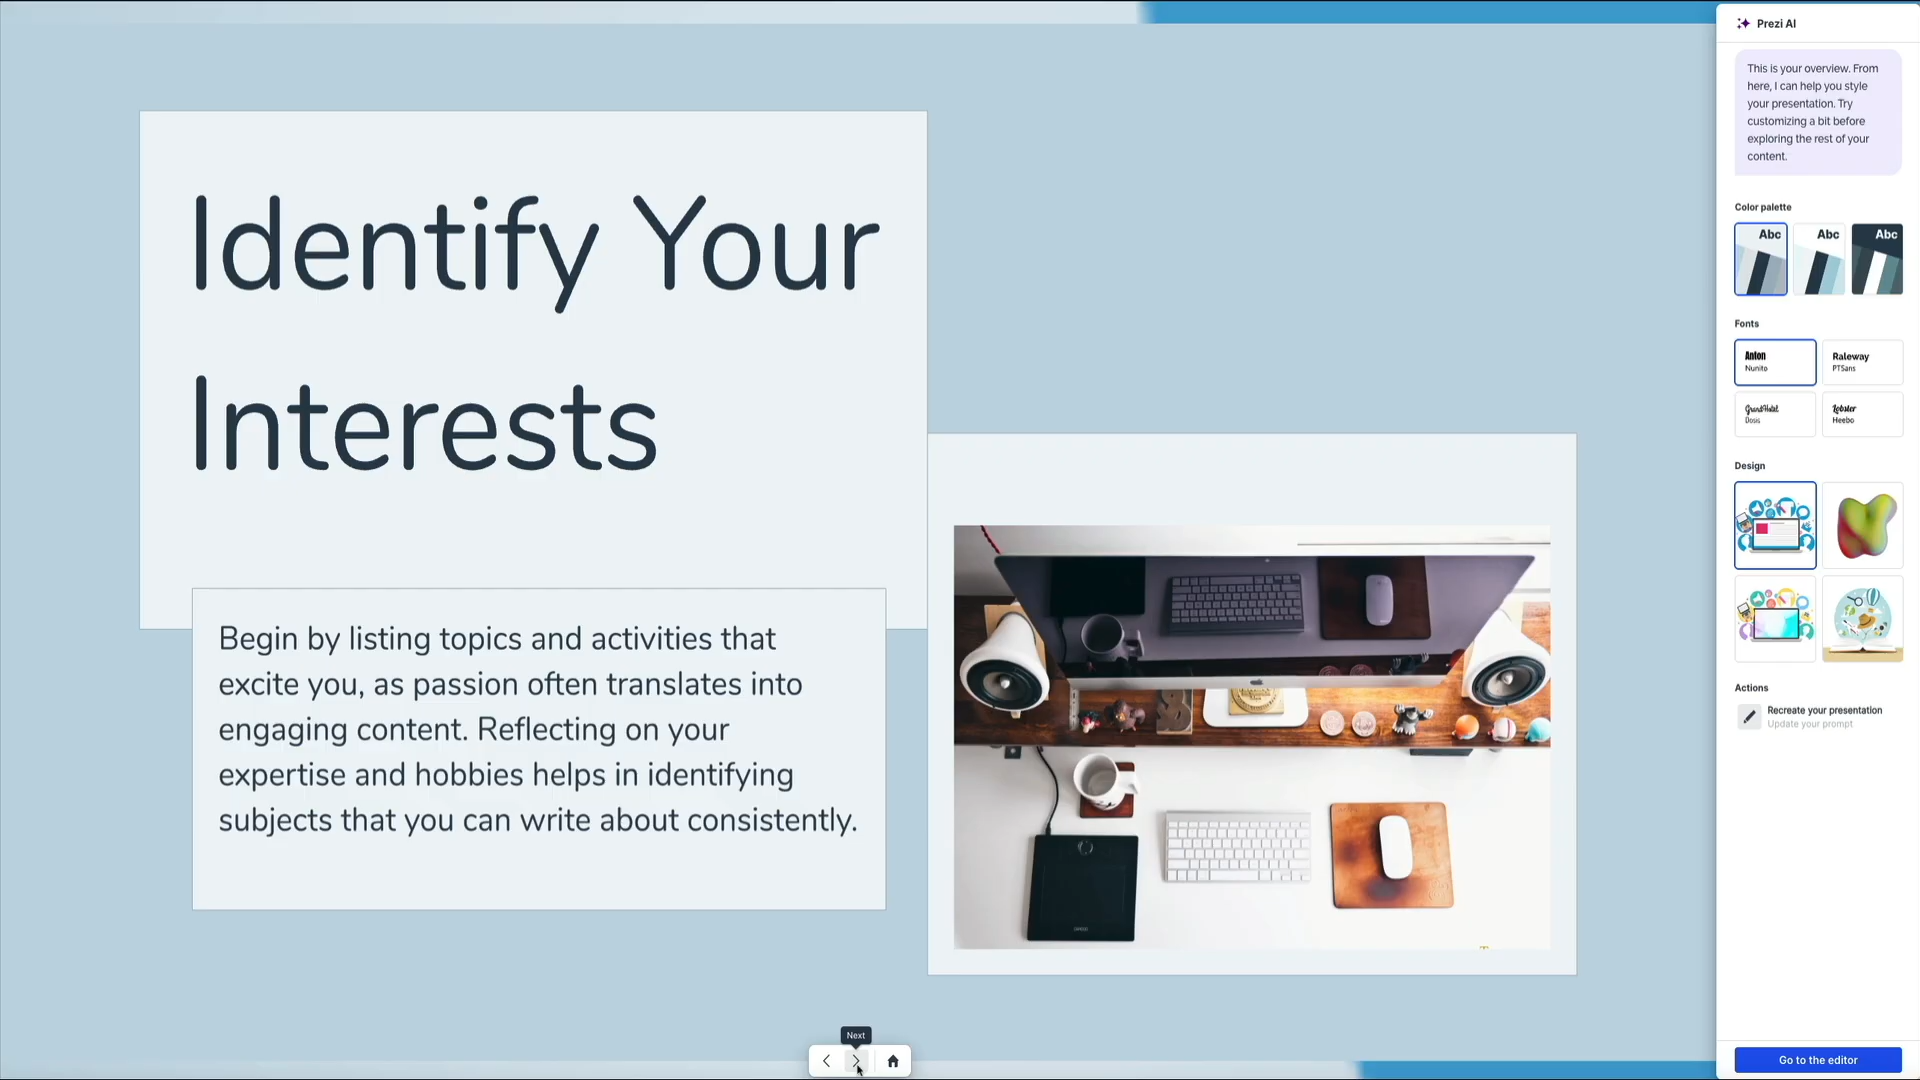 Identify Your
Interests
Begin by listing topics and activities that
excite you, as passion often translates into
engaging content. Reflecting on your
expertise and hobbies helps in identifying
subjects that you can write about consistently.
Next
Prezi AI
This is your overview. From
here, I can help you style
your presentation. Try
customizing a bit before
exploring the rest of your
content.
Color palette
Abc
Abc
Abc
Fonts
Anton
Nunito
Raleway
PTSans
GrandHotel
Dosis
Lobster
Heebo
Design
Actions
Recreate your presentation
Update your prompt
Go to the editor